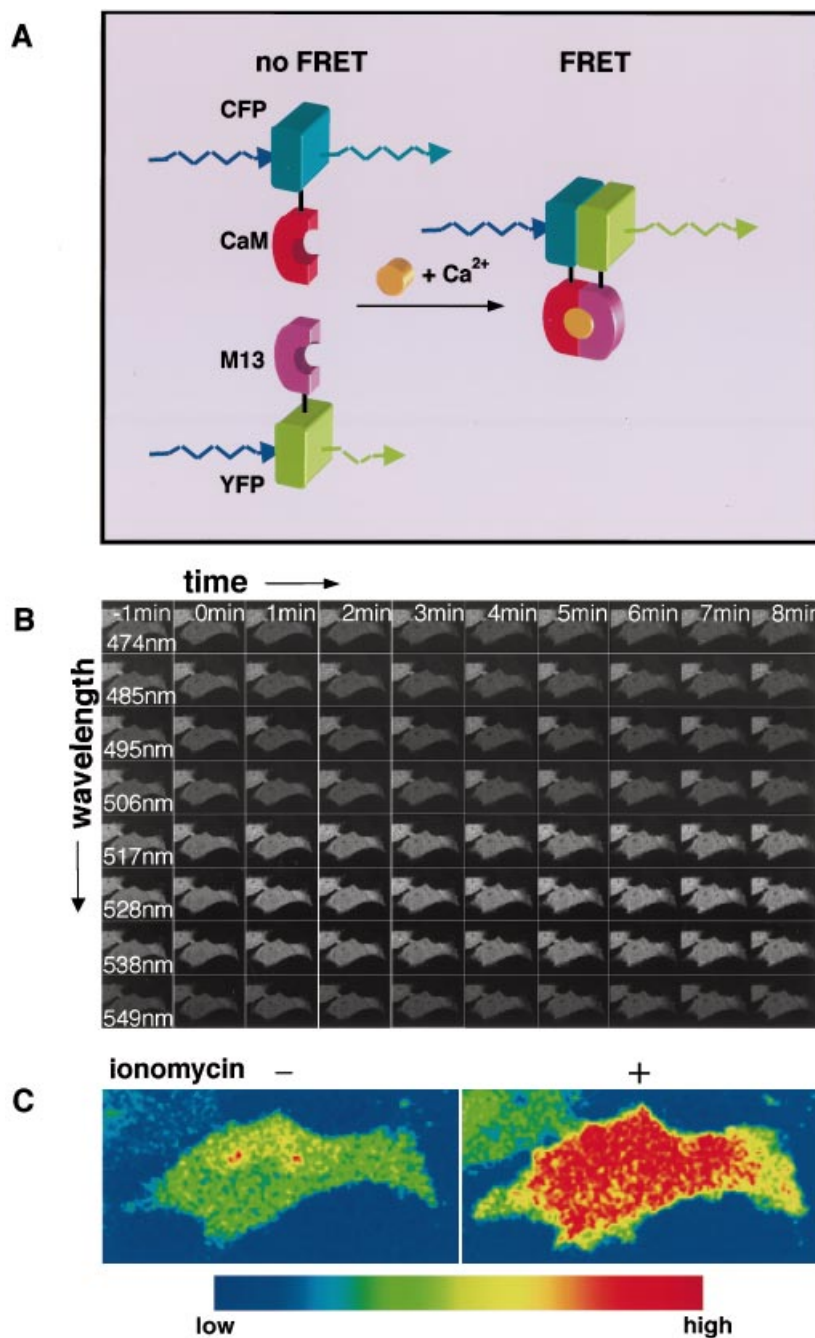 A
no FRET
FRET
CFP
CaM
+ Ca2+
M13
YFP
time
B
-1min 0min 1min 2min 3min 4min 5min 6min 7min 8min
474nm
485nm
495nm
506nm
517nm
528nm
538nm
549nm
wavelength
ionomycin - +
C
low
high